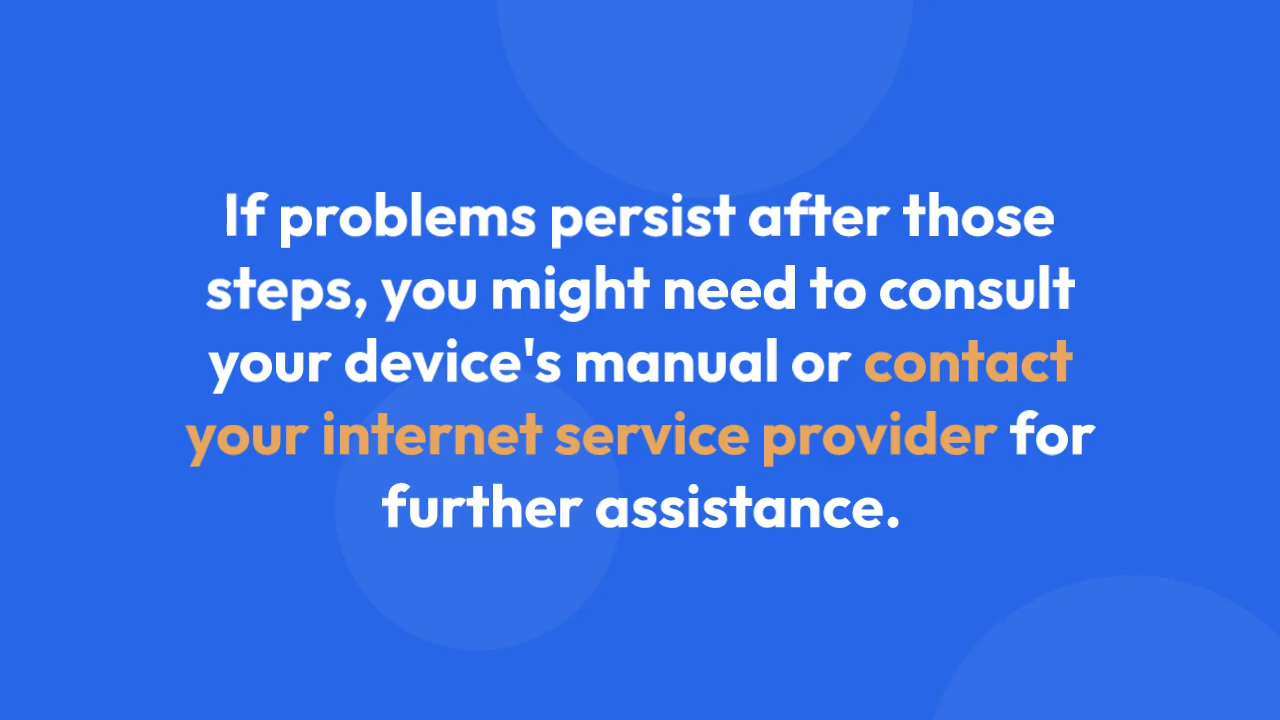 If problems persist after those
steps, you might need to consult
your device's manual or contact
your internet service provider for
further assistance.